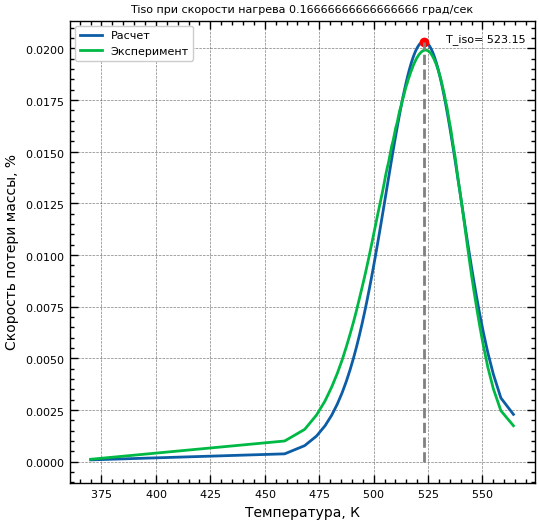 Tiso при скорости нагрева 0.16666666666666666 град/сек
Расчет
Эксперимент
T_iso= 523.15
0.0200
0.0175
0.0150
0.0125
0.0100
0.0075
0.0050
0.0025
0.0000
Скорость потери массы, %
375 400 425 450 475 500 525 550
Температура, К